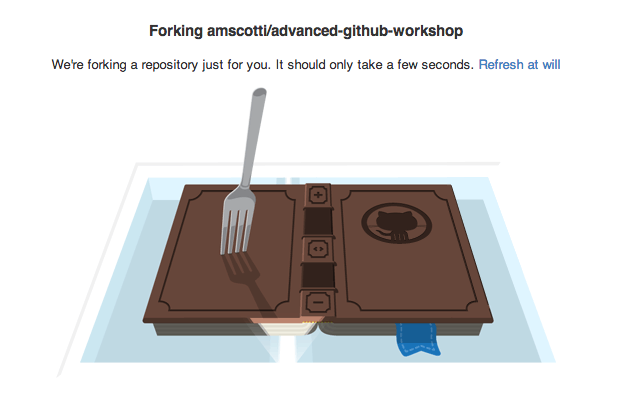 Forking amscotti/advanced-github-workshop
We're forking a repository just for you. It should only take a few seconds. Refresh at will